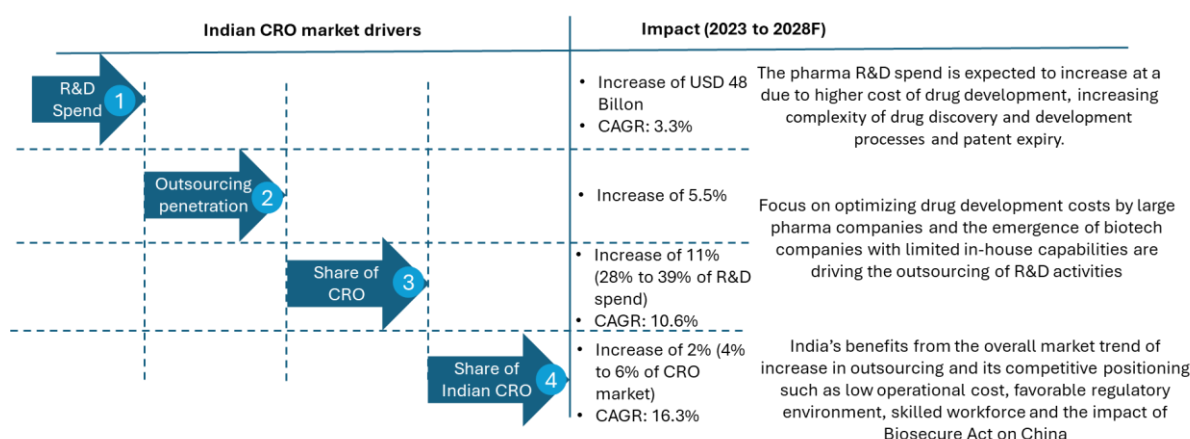 Indian CRO market drivers
Impact (2023 to 2028F)
R&D
Spend
1
• Increase of USD 48
Billon
• CAGR: 3.3%
The pharma R&D spend is expected to increase at a
due to higher cost of drug development, increasing
complexity of drug discovery and development
processes and patent expiry.
Outsourcing
penetration
2
• Increase of 5.5%
Focus on optimizing drug development costs by large
pharma companies and the emergence of biotech
companies with limited in-house capabilities are
driving the outsourcing of R&D activities
Share of
CRO
3
• Increase of 11%
(28% to 39% of R&D
spend)
• CAGR: 10.6%
Share of
Indian CRO
4
• Increase of 2% (4%
to 6% of CRO
market)
• CAGR: 16.3%
India's benefits from the overall market trend of
increase in outsourcing and its competitive positioning
such as low operational cost, favorable regulatory
environment, skilled workforce and the impact of
Biosecure Act on China